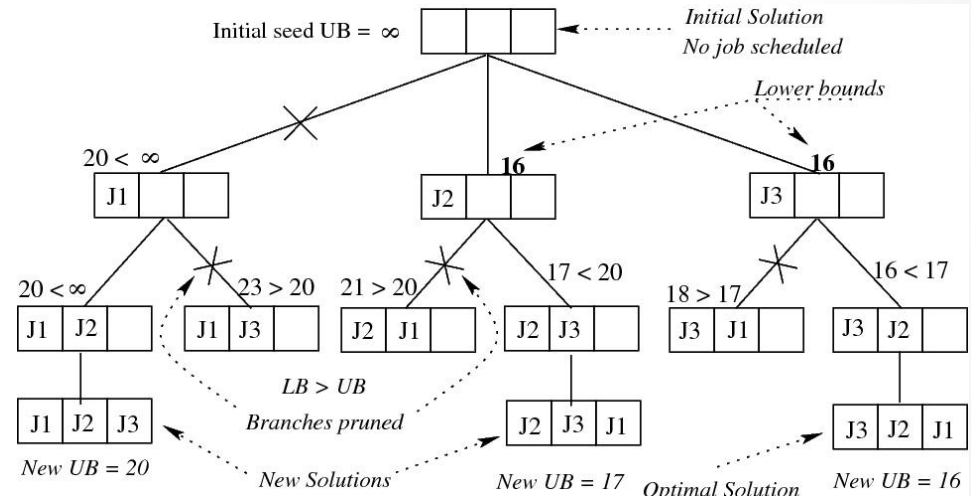 Initial seed UB = ∞
Initial Solution
No job scheduled
Lower bounds
20 < ∞
16
16
J1
J2
J3
20 < ∞
23 > 20
21 > 20
17 < 20
18 > 17
16 < 17
J1 J2
J1 J3
J2 J1
J2 J3
J3 J1
J3 J2
LB > UB
Branches pruned
J1 J2 J3
J2 J3 J1
J3 J2 J1
New UB = 20
New Solutions
New UB = 17
Optimal Solution
New UB = 16